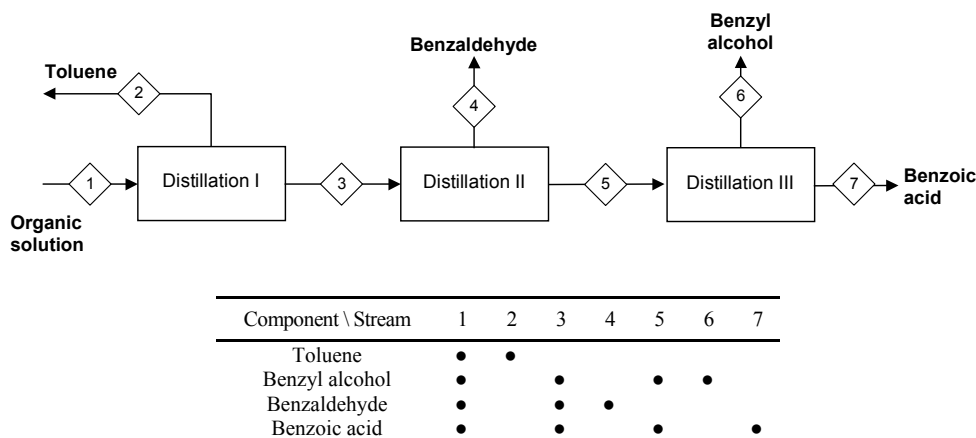 Benzyl
alcohol
Benzaldehyde
Toluene
2
4
6
1
Distillation I
3
Distillation II
5
Distillation III
7
Benzoic
acid
Organic
solution
Component \ Stream 1 2 3 4 5 6 7
Toluene ● ●
Benzyl alcohol ● ● ● ●
Benzaldehyde ● ● ●
Benzoic acid ● ● ● ●